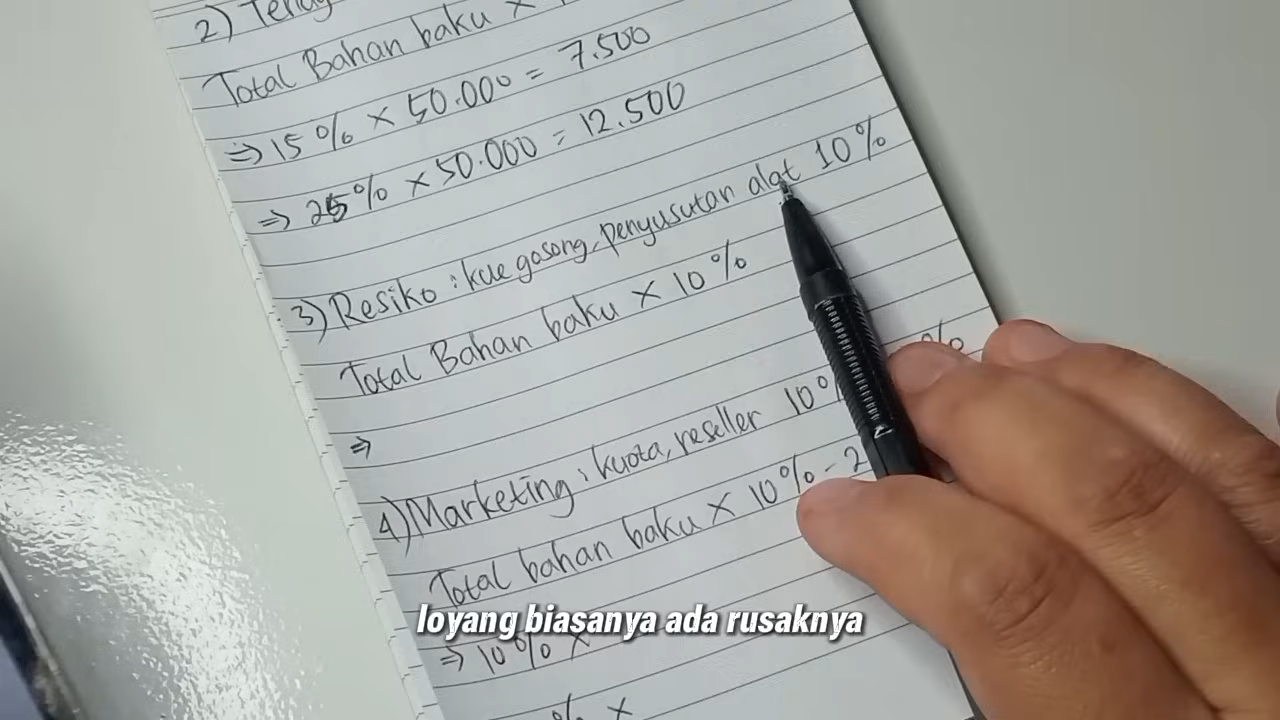 2) Tenag
Total Bahan baku x 1
⇒ 15% x 50.000 = 7.500
⇒ 25% x 50.000 = 12.500
3) Resiko : kue gosong, penyusutan alat 10%
Total Bahan baku x 10%
⇒
4) Marketing : kuota, reseller 10% %
Total bahan baku x 10% - 2
loyang biasanya ada rusaknya
⇒ 10% x
% x